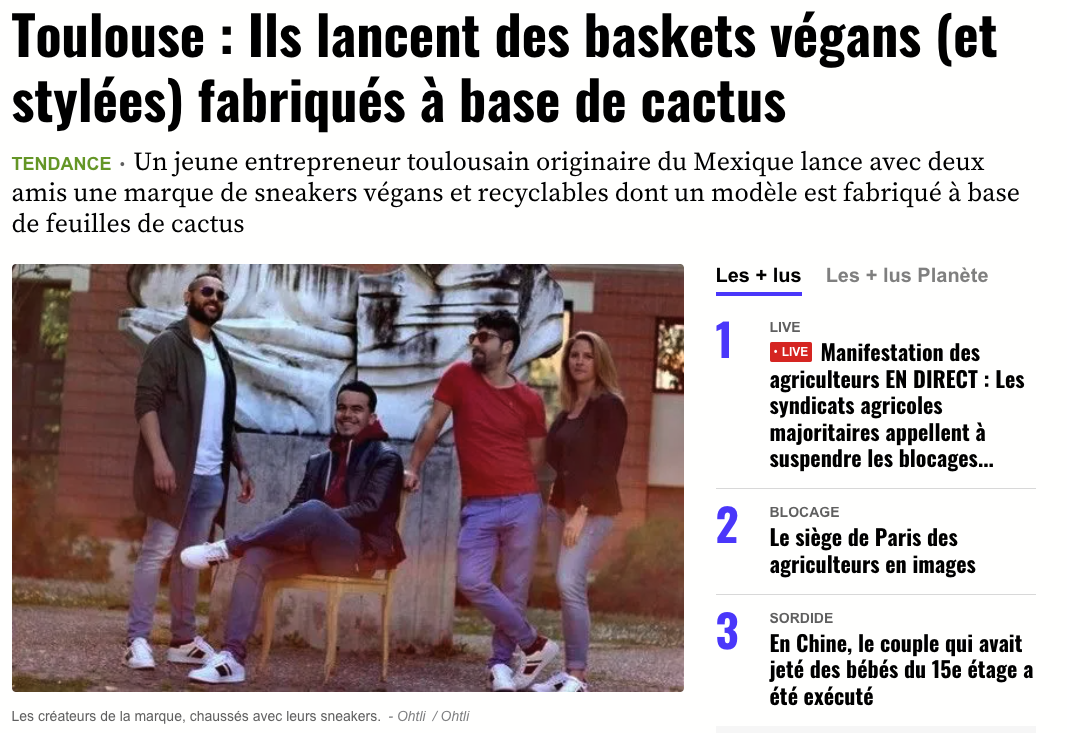 Toulouse : Ils lancent des baskets végans (et
stylées) fabriqués à base de cactus
TENDANCE • Un jeune entrepreneur toulousain originaire du Mexique lance avec deux
amis une marque de sneakers végans et recyclables dont un modèle est fabriqué à base
de feuilles de cactus
Les créateurs de la marque, chaussés avec leurs sneakers. - Ohtli / Ohtli
Les + lus Les + lus Planète
1
LIVE
• LIVE Manifestation des
agriculteurs EN DIRECT : Les
syndicats agricoles
majoritaires appellent à
suspendre les blocages...
2
BLOCAGE
Le siège de Paris des
agriculteurs en images
3
SORDIDE
En Chine, le couple qui avait
jeté des bébés du 15e étage a
été exécuté